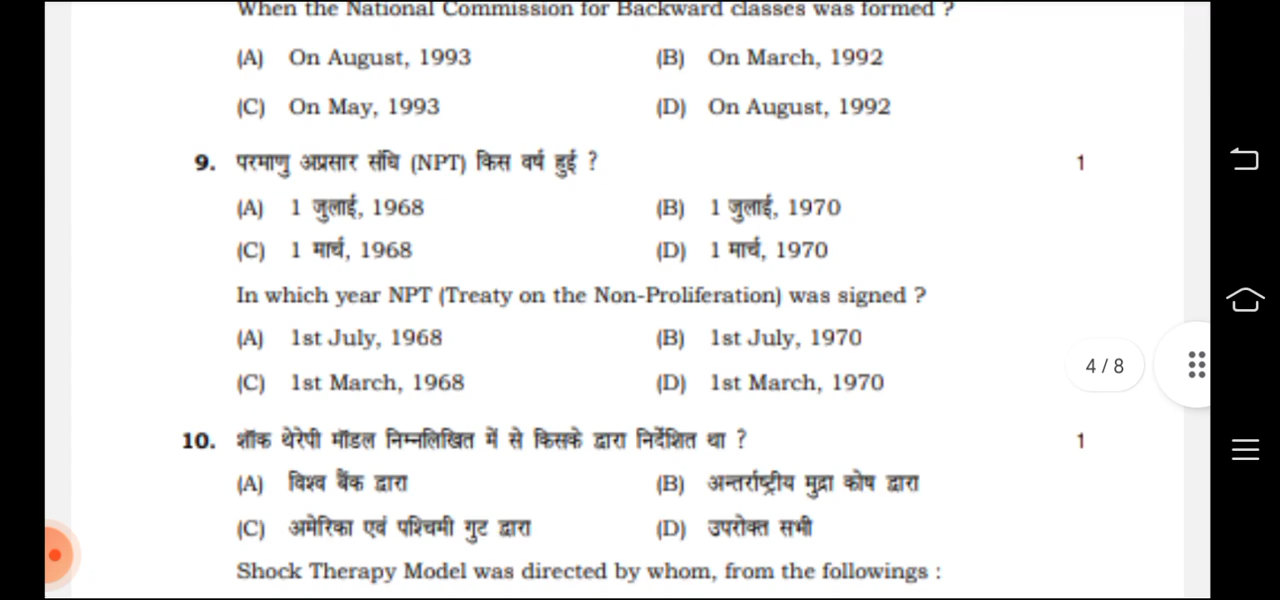 When the National Commission for Backward classes was formed ?
(A) On August, 1993 (B) On March, 1992
(C) On May, 1993 (D) On August, 1992
9. परमाणु अप्रसार संधि (NPT) किस वर्ष हुई ? 1
(A) 1 जुलाई, 1968 (B) 1 जुलाई, 1970
(C) 1 मार्च, 1968 (D) 1 मार्च, 1970
In which year NPT (Treaty on the Non-Proliferation) was signed ?
(A) 1st July, 1968 (B) 1st July, 1970
4 / 8
(C) 1st March, 1968 (D) 1st March, 1970
10. शॉक थेरेपी मॉडल निम्नलिखित में से किसके द्वारा निर्देशित था ? 1
(A) विश्व बैंक द्वारा (B) अन्तर्राष्ट्रीय मुद्रा कोष द्वारा
(C) अमेरिका एवं पश्चिमी गुट द्वारा (D) उपरोक्त सभी
Shock Therapy Model was directed by whom, from the followings :